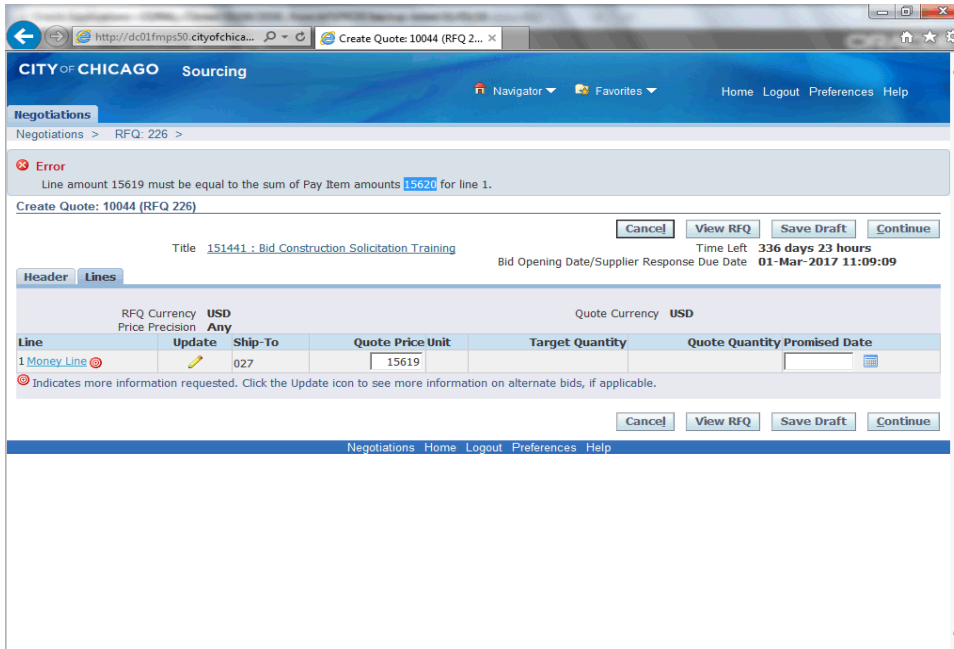 http://dc01fmps50.cityofchica...
Create Quote: 10044 (RFQ 2...
CITY OF CHICAGO Sourcing
Navigator Favorites Home Logout Preferences Help
Negotiations
Negotiations > RFQ: 226 >
Error
Line amount 15619 must be equal to the sum of Pay Item amounts 15620 for line 1.
Create Quote: 10044 (RFQ 226)
Cancel View RFQ Save Draft Continue
Title 151441 : Bid Construction Solicitation Training
Time Left 336 days 23 hours
Bid Opening Date/Supplier Response Due Date 01-Mar-2017 11:09:09
Header Lines
RFQ Currency USD
Quote Currency USD
Price Precision Any
Line Update Ship-To Quote Price Unit Target Quantity Quote Quantity Promised Date
1 Money Line 027 15619
Indicates more information requested. Click the Update icon to see more information on alternate bids, if applicable.
Cancel View RFQ Save Draft Continue
Negotiations Home Logout Preferences Help